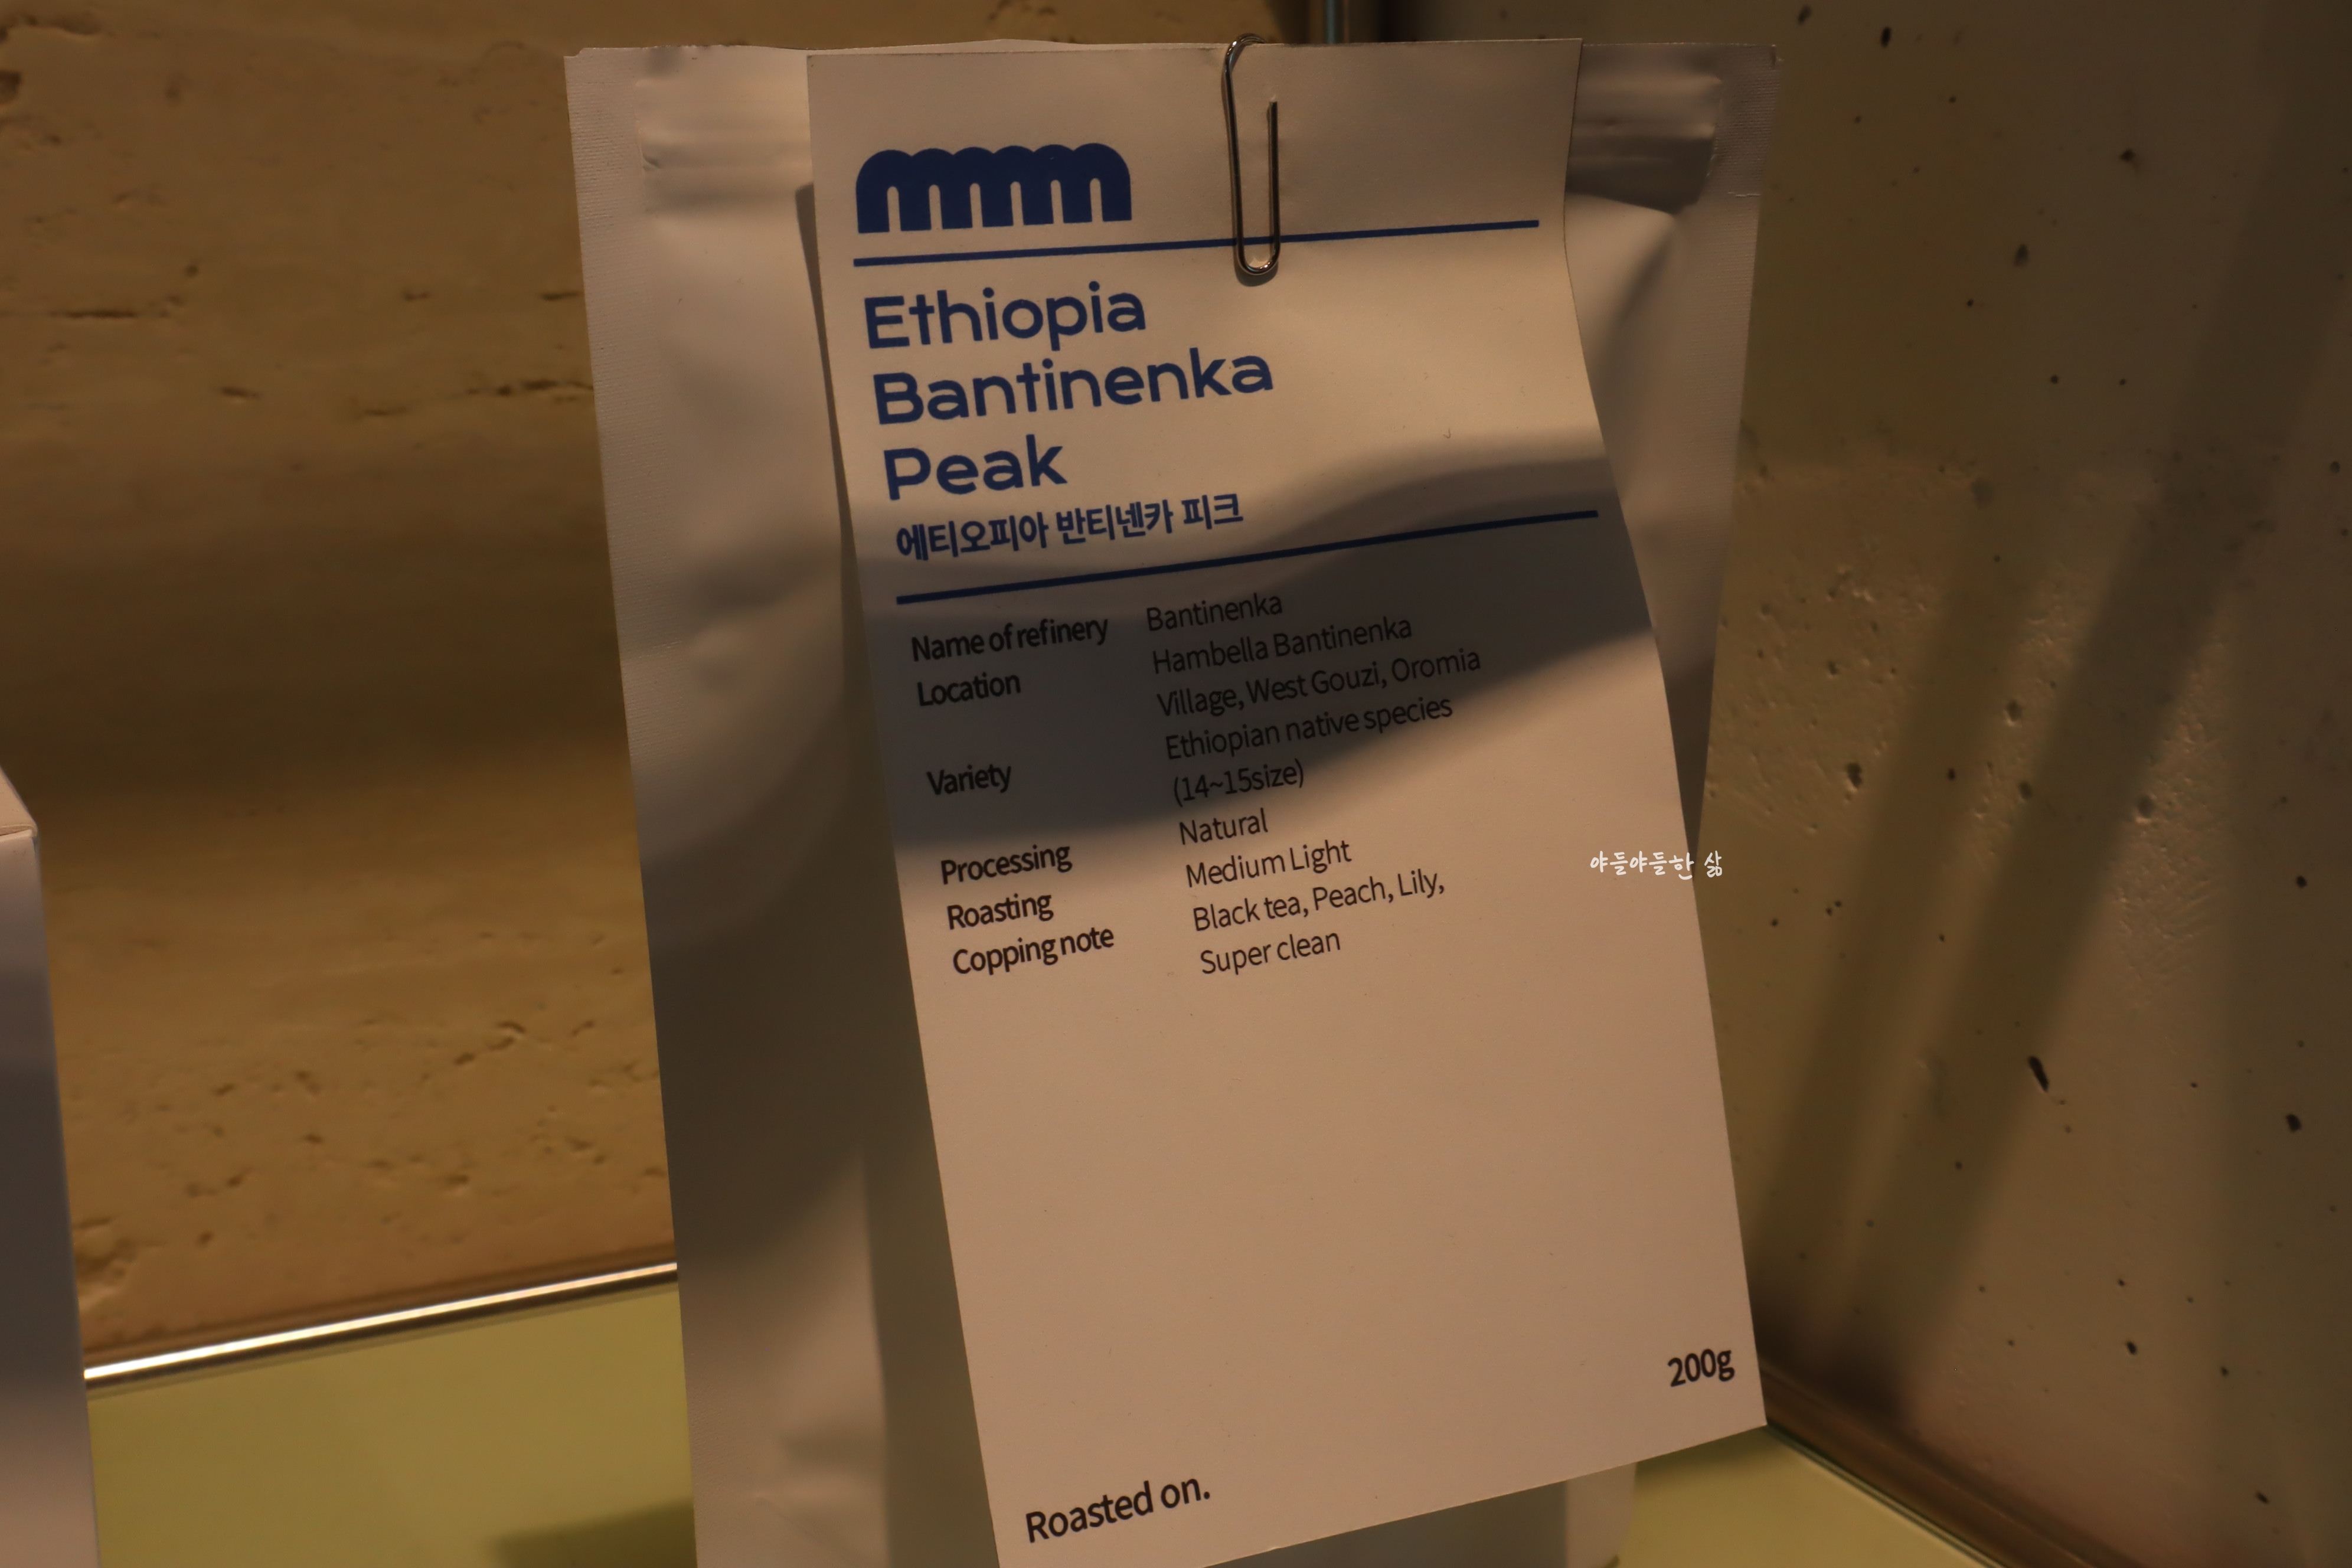 mm
Ethiopia
Bantinenka
Peak
에티오피아 반티넨카 피크
Name of refinery Bantinenka
Location Hambella Bantinenka
Village, West Gouzi, Oromia
Variety Ethiopian native species
(14~15size)
Processing Natural
Roasting Medium Light
Copping note Black tea, Peach, Lily,
Super clean
야들야들한 삶
200g
Roasted on.